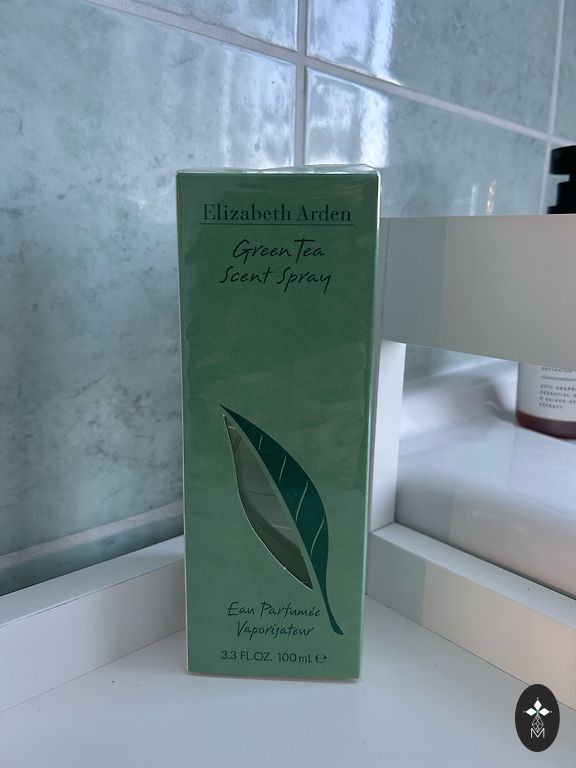 Elizabeth Arden
Green Tea
Scent Spray
Eau Parfumée
Vaporisateur
3.3 FL.OZ. 100 mL ℮
M